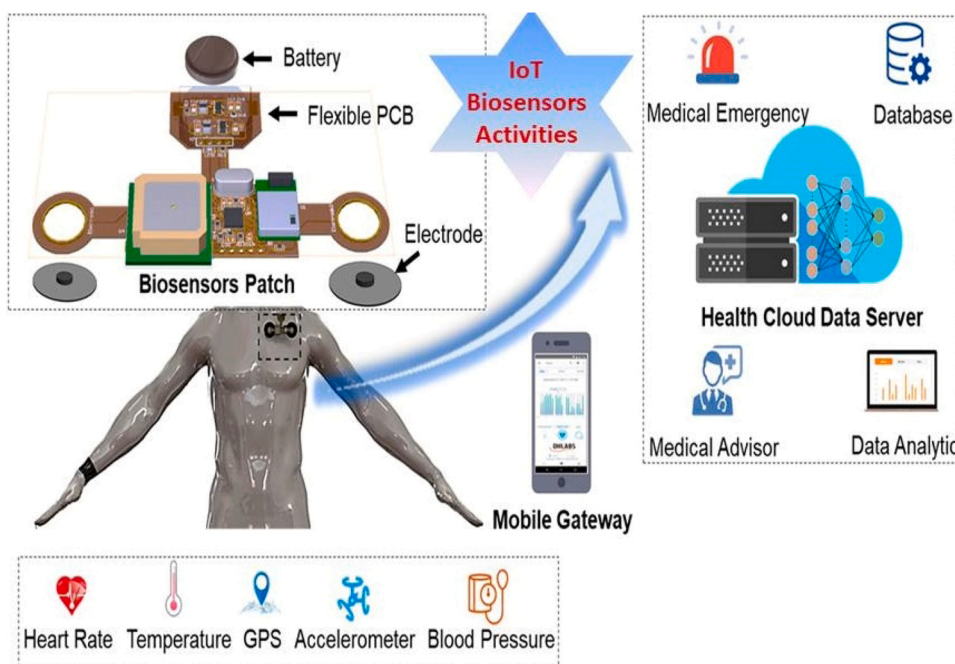 Battery
Flexible PCB
Electrode
Biosensors Patch
IoT
Biosensors
Activities
Medical Emergency
Database
Health Cloud Data Server
Medical Advisor
Data Analytic
DHLABS
Mobile Gateway
Heart Rate
Temperature
GPS
Accelerometer
Blood Pressure